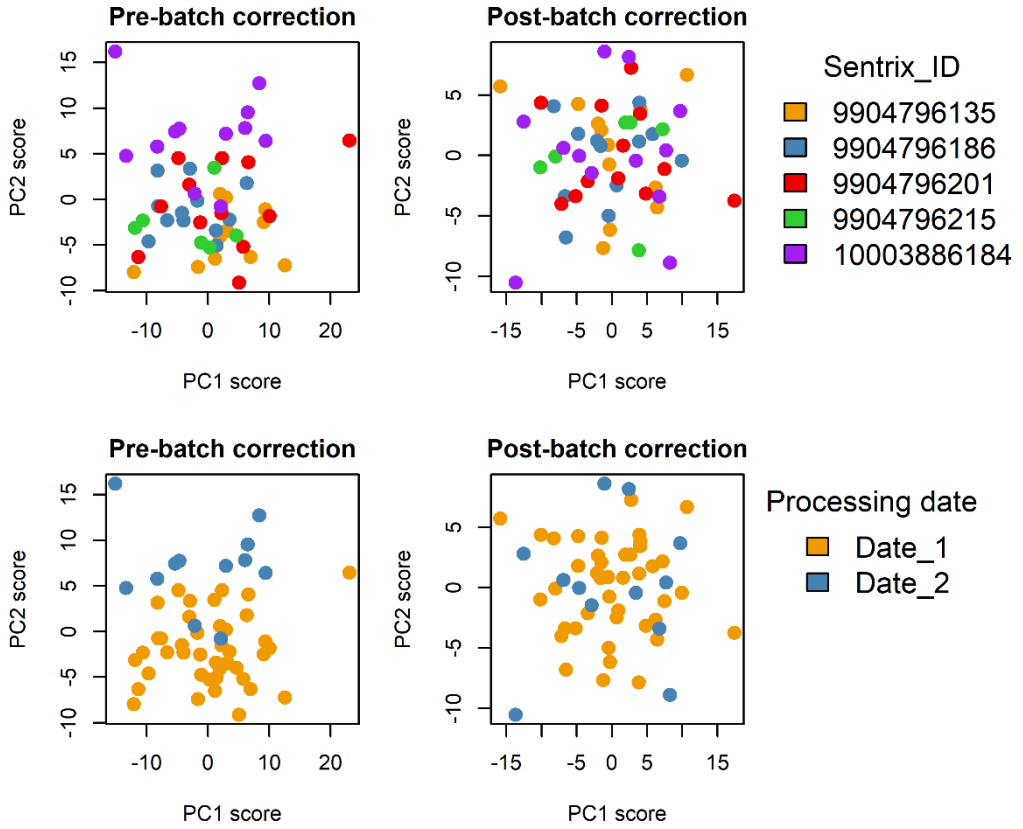 Pre-batch correction
PC2 score
15
10
5
0
-5
-10
-10
0
10
20
PC1 score
Post-batch correction
PC2 score
5
0
-5
-10
-15
-5
0
5
15
PC1 score
Sentrix_ID
9904796135
9904796186
9904796201
9904796215
10003886184
Pre-batch correction
PC2 score
15
10
5
0
-5
-10
-10
0
10
20
PC1 score
Post-batch correction
PC2 score
5
0
-5
-10
-15
-5
0
5
15
PC1 score
Processing date
Date_1
Date_2